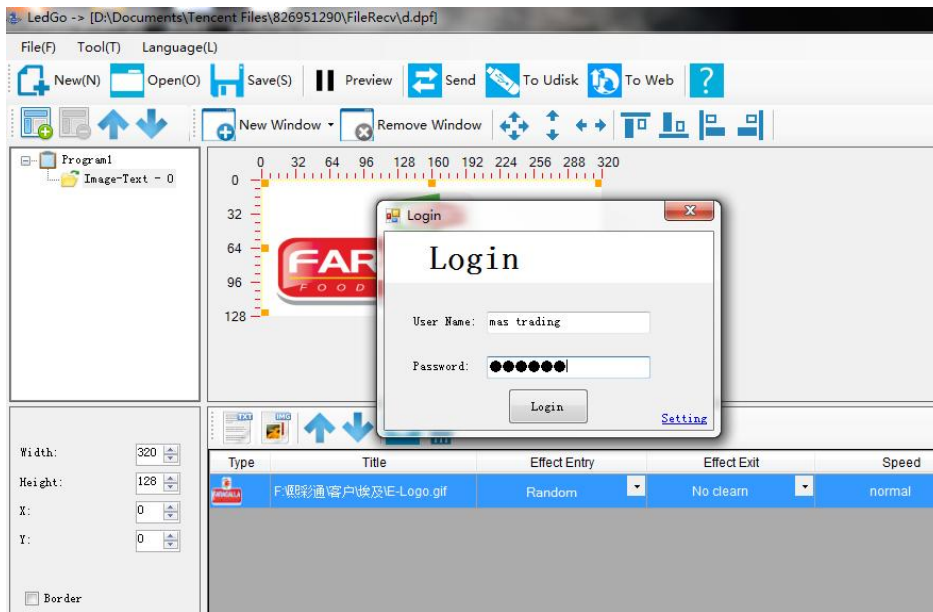 LedGo -> [D:\Documents\Tencent Files\826951290\FileRecv\d.dpf]
File(F) Tool(T) Language(L)
New(N) Open(O) Save(S) Preview Send To Udisk To Web ?
New Window Remove Window
Program1
Image-Text - 0
0 32 64 96 128 160 192 224 256 288 320
0
32
64
96
128
FAR
FOOD
Login
Login
User Name: mas trading
Password: ●●●●●●
Login
Setting
TXT IMG
Width: 320
Height: 128
X: 0
Y: 0
Border
Type Title Effect Entry Effect Exit Speed
F:\熙彩通\客户\埃及\E-Logo.gif Random No clearn normal